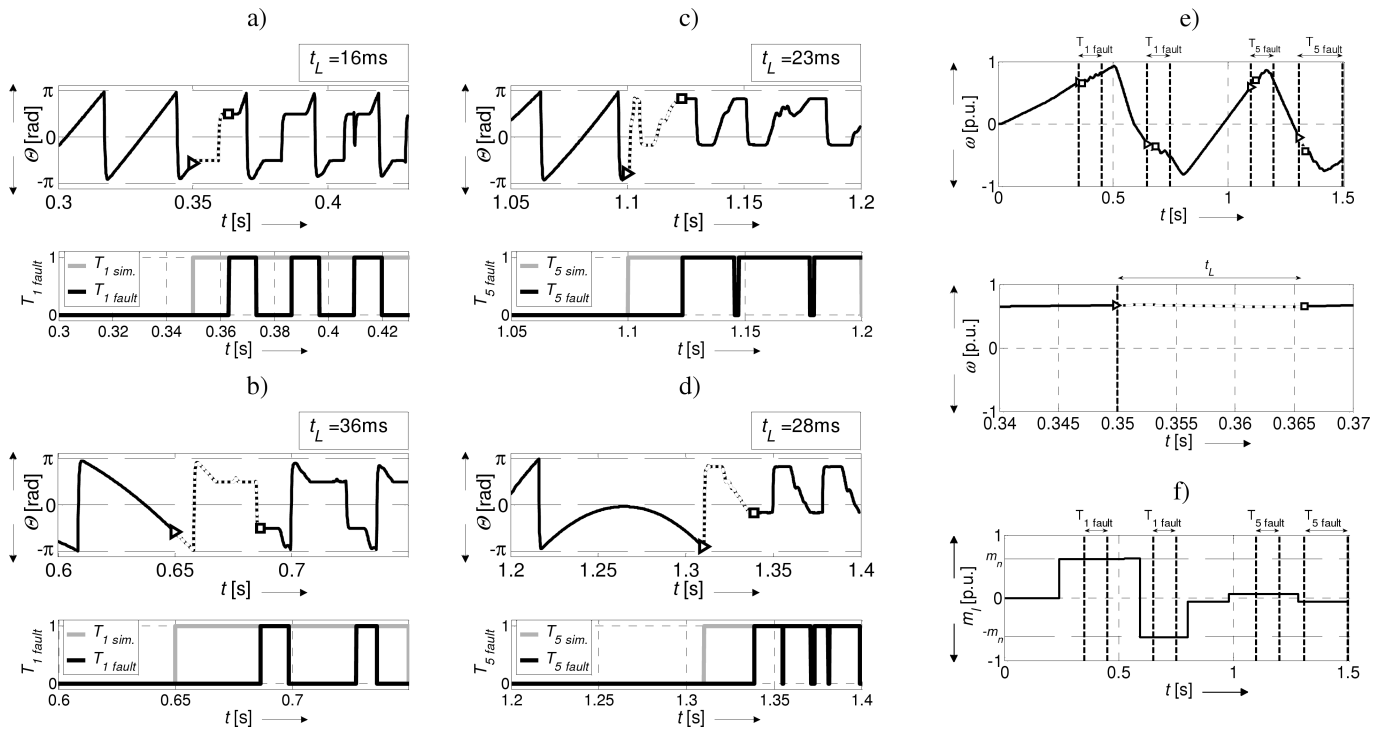 a)
t_L =16ms
Θ [rad]
π
0
-π
0.3
0.35
0.4
t [s]
T_1 fault
1
0
T_1 sim.
T_1 fault
0.3
0.32
0.34
0.36
0.38
0.4
0.42
t [s]
b)
t_L =36ms
Θ [rad]
π
0
-π
0.6
0.65
0.7
t [s]
T_1 fault
1
0
T_1 sim.
T_1 fault
0.6
0.65
0.7
t [s]
c)
t_L =23ms
Θ [rad]
π
0
-π
1.05
1.1
1.15
1.2
t [s]
T_5 fault
1
0
T_5 sim.
T_5 fault
1.05
1.1
1.15
1.2
t [s]
d)
t_L =28ms
Θ [rad]
π
0
-π
1.2
1.25
1.3
1.35
1.4
t [s]
T_5 fault
1
0
T_5 sim.
T_5 fault
1.2
1.25
1.3
1.35
1.4
t [s]
e)
T_1 fault
T_1 fault
T_5 fault
T_5 fault
ω [p.u.]
1
0
-1
0
0.5
1
1.5
t [s]
t_L
ω [p.u.]
1
0
-1
0.34
0.345
0.35
0.355
0.36
0.365
0.37
t [s]
f)
T_1 fault
T_1 fault
T_5 fault
T_5 fault
m_l [p.u.]
1
m_n
0
-m_n
-1
0
0.5
1
1.5
t [s]